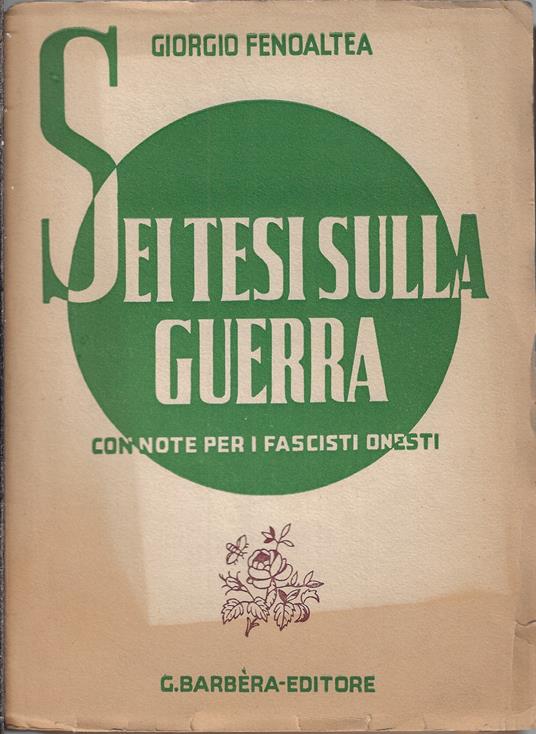 GIORGIO FENOALTEA
SEI TESI SULLA
GUERRA
CON NOTE PER I FASCISTI ONESTI
G. BARBÈRA-EDITORE